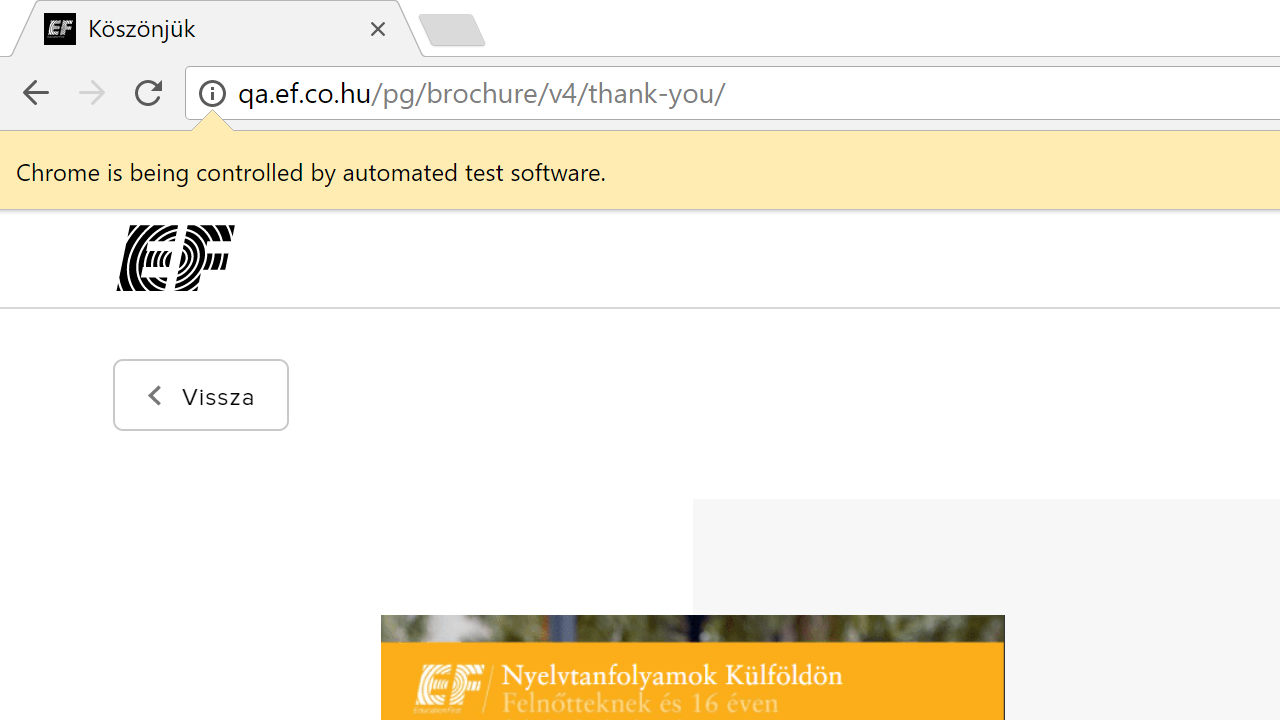 Köszönjük
qa.ef.co.hu/pg/brochure/v4/thank-you/
Chrome is being controlled by automated test software.
EF
Vissza
EF
Nyelvtanfolyamok Külföldön
Felnőtteknek és 16 éven